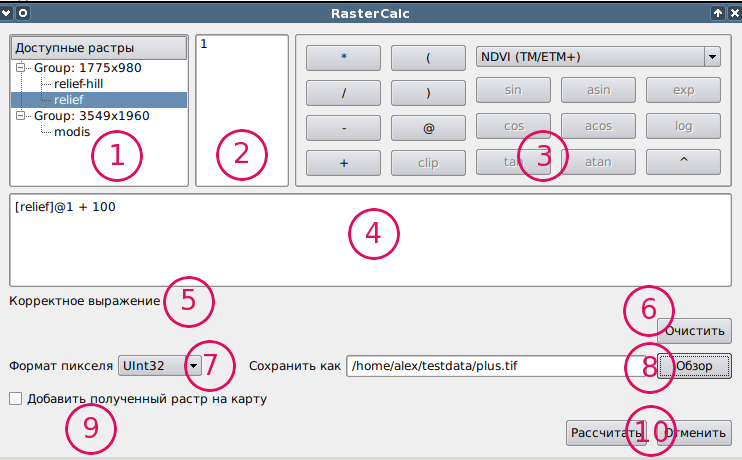 RasterCalc
Доступные растры
Group: 1775x980
relief-hill
relief
Group: 3549x1960
modis
1
1
2
* (
/ )
- @
+ clip
NDVI (TM/ETM+)
sin asin exp
cos acos log
tan atan ^
3
[relief]@1 + 100
4
Корректное выражение
5
6
Очистить
Формат пикселя UInt32
7
Сохранить как /home/alex/testdata/plus.tif
8
Обзор
Добавить полученный растр на карту
9
Рассчитать
10
Отменить